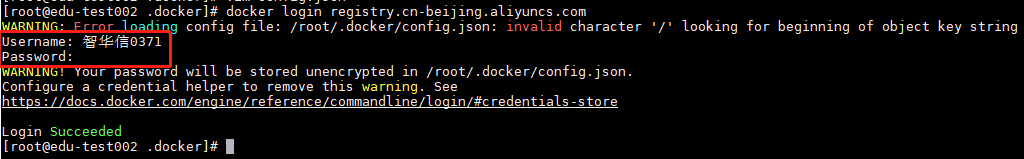 [root@edu-test002 .docker]# docker login registry.cn-beijing.aliyuncs.com
WARNING: Error loading config file: /root/.docker/config.json: invalid character '/' looking for beginning of object key string
Username: 智华信0371
Password:
WARNING! Your password will be stored unencrypted in /root/.docker/config.json.
Configure a credential helper to remove this warning. See
https://docs.docker.com/engine/reference/commandline/login/#credentials-store
Login Succeeded
[root@edu-test002 .docker]#